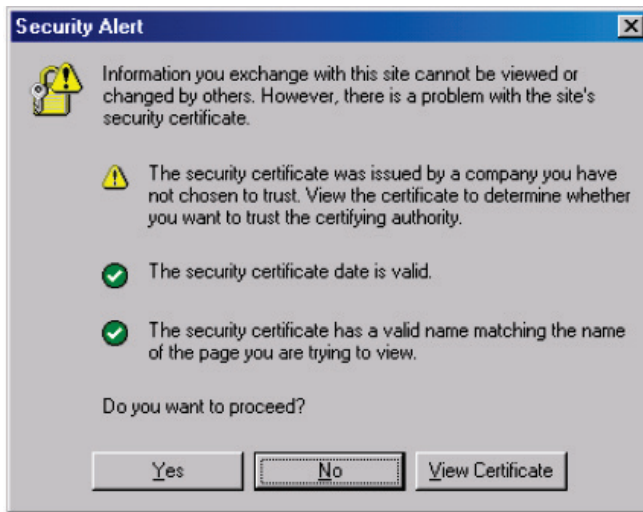 Security Alert
Information you exchange with this site cannot be viewed or
changed by others. However, there is a problem with the site's
security certificate.
The security certificate was issued by a company you have
not chosen to trust. View the certificate to determine whether
you want to trust the certifying authority.
The security certificate date is valid.
The security certificate has a valid name matching the name
of the page you are trying to view.
Do you want to proceed?
Yes No View Certificate